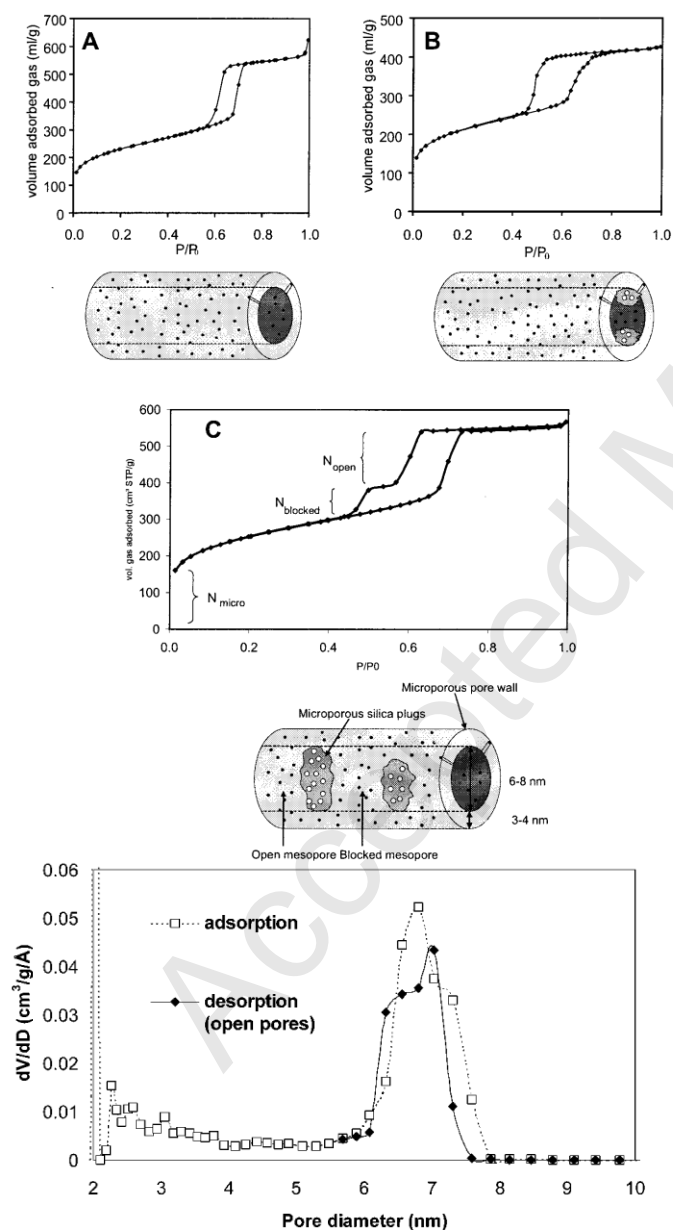 A
volume adsorbed gas (ml/g)
700
600
500
400
300
200
100
0
0.0 0.2 0.4 0.6 0.8 1.0
P/P₀
B
volume adsorbed gas (ml/g)
500
400
300
200
100
0
0.0 0.2 0.4 0.6 0.8 1.0
P/P₀
C
vol. gas adsorbed (cm³ STP/g)
600
500
400
300
200
100
0
N open
N blocked
N micro
0.0 0.2 0.4 0.6 0.8 1.0
P/P0
Microporous pore wall
Microporous silica plugs
6-8 nm
3-4 nm
Open mesopore Blocked mesopore
dV/dD (cm³/g/Å)
0.06
0.05
0.04
0.03
0.02
0.01
0
adsorption
desorption
(open pores)
2 3 4 5 6 7 8 9 10
Pore diameter (nm)
Accepted M